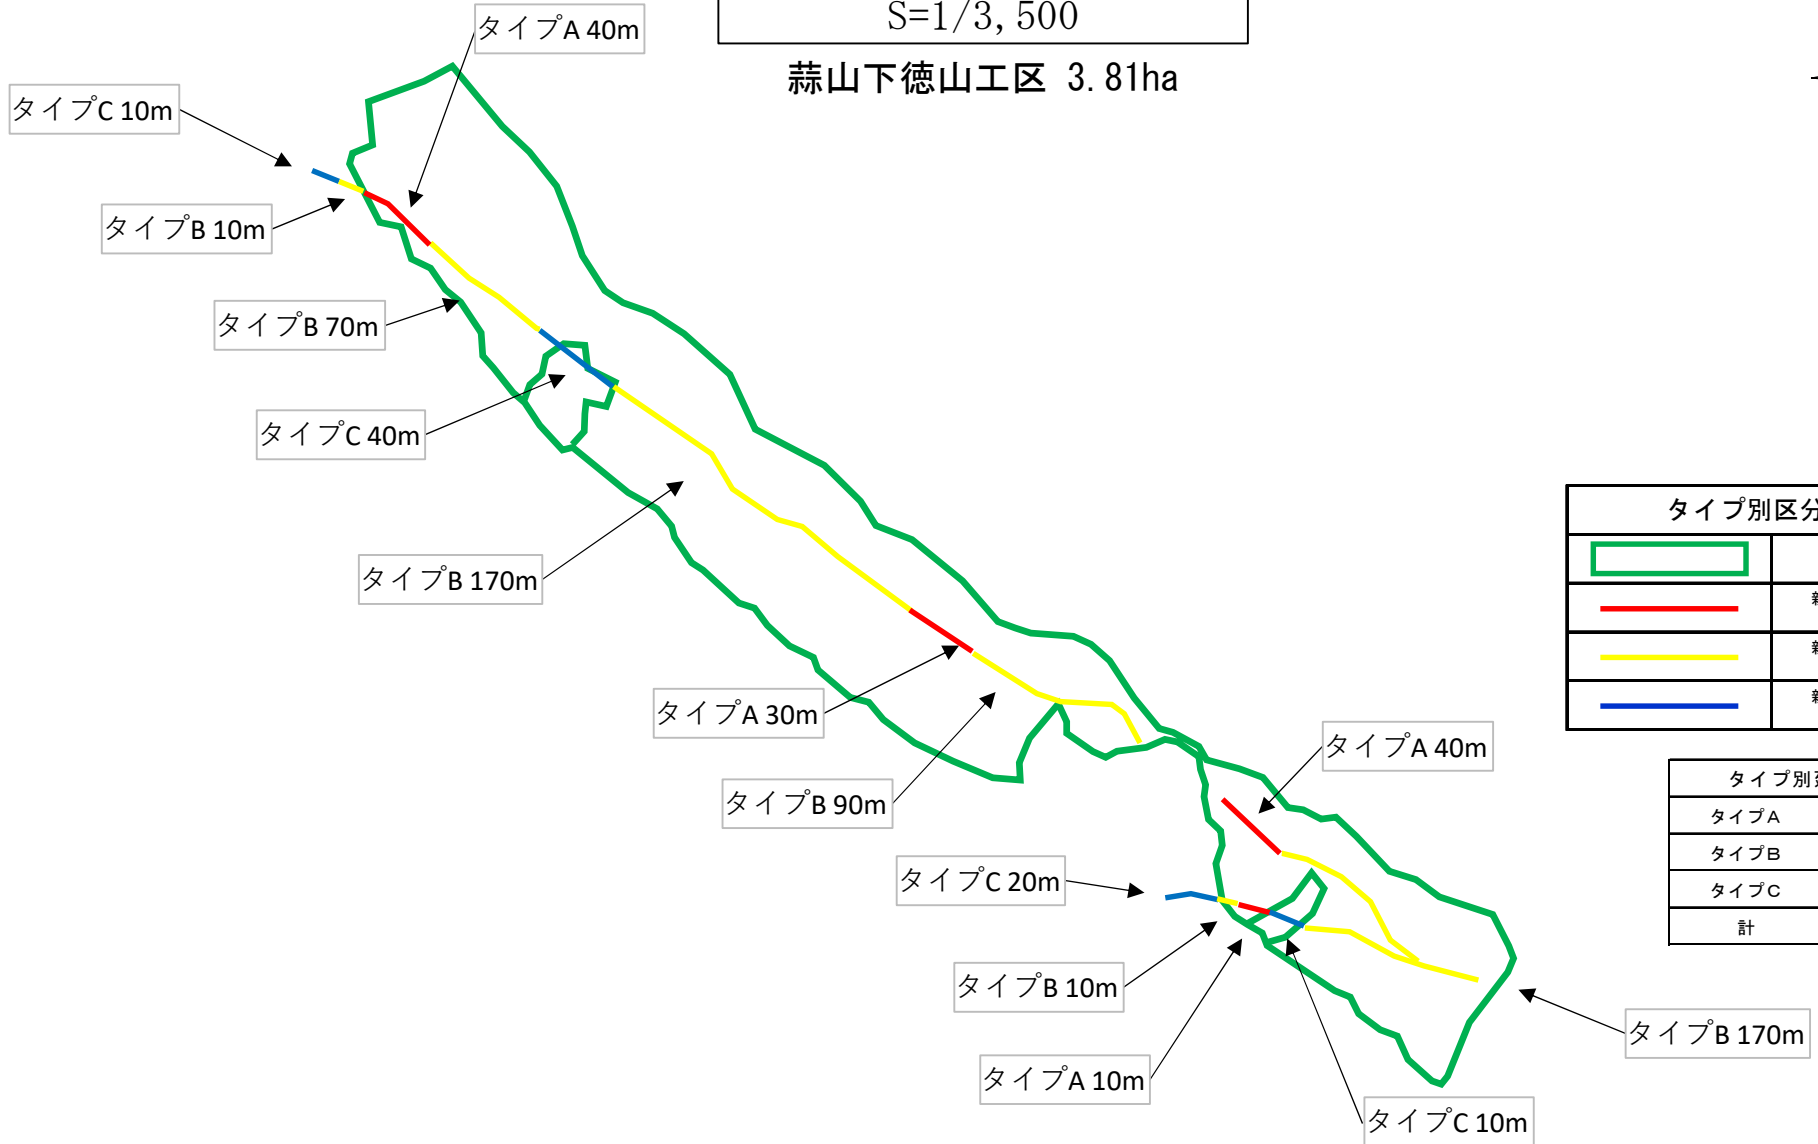 S=1/3,500
蒜山下徳山工区 3.81ha
タイプA 40m
タイプC 10m
タイプB 10m
タイプB 70m
タイプC 40m
タイプB 170m
タイプA 30m
タイプB 90m
タイプA 40m
タイプC 20m
タイプB 10m
タイプA 10m
タイプC 10m
タイプB 170m
タイプ別区分
タイプ別
タイプA
タイプB
タイプC
計